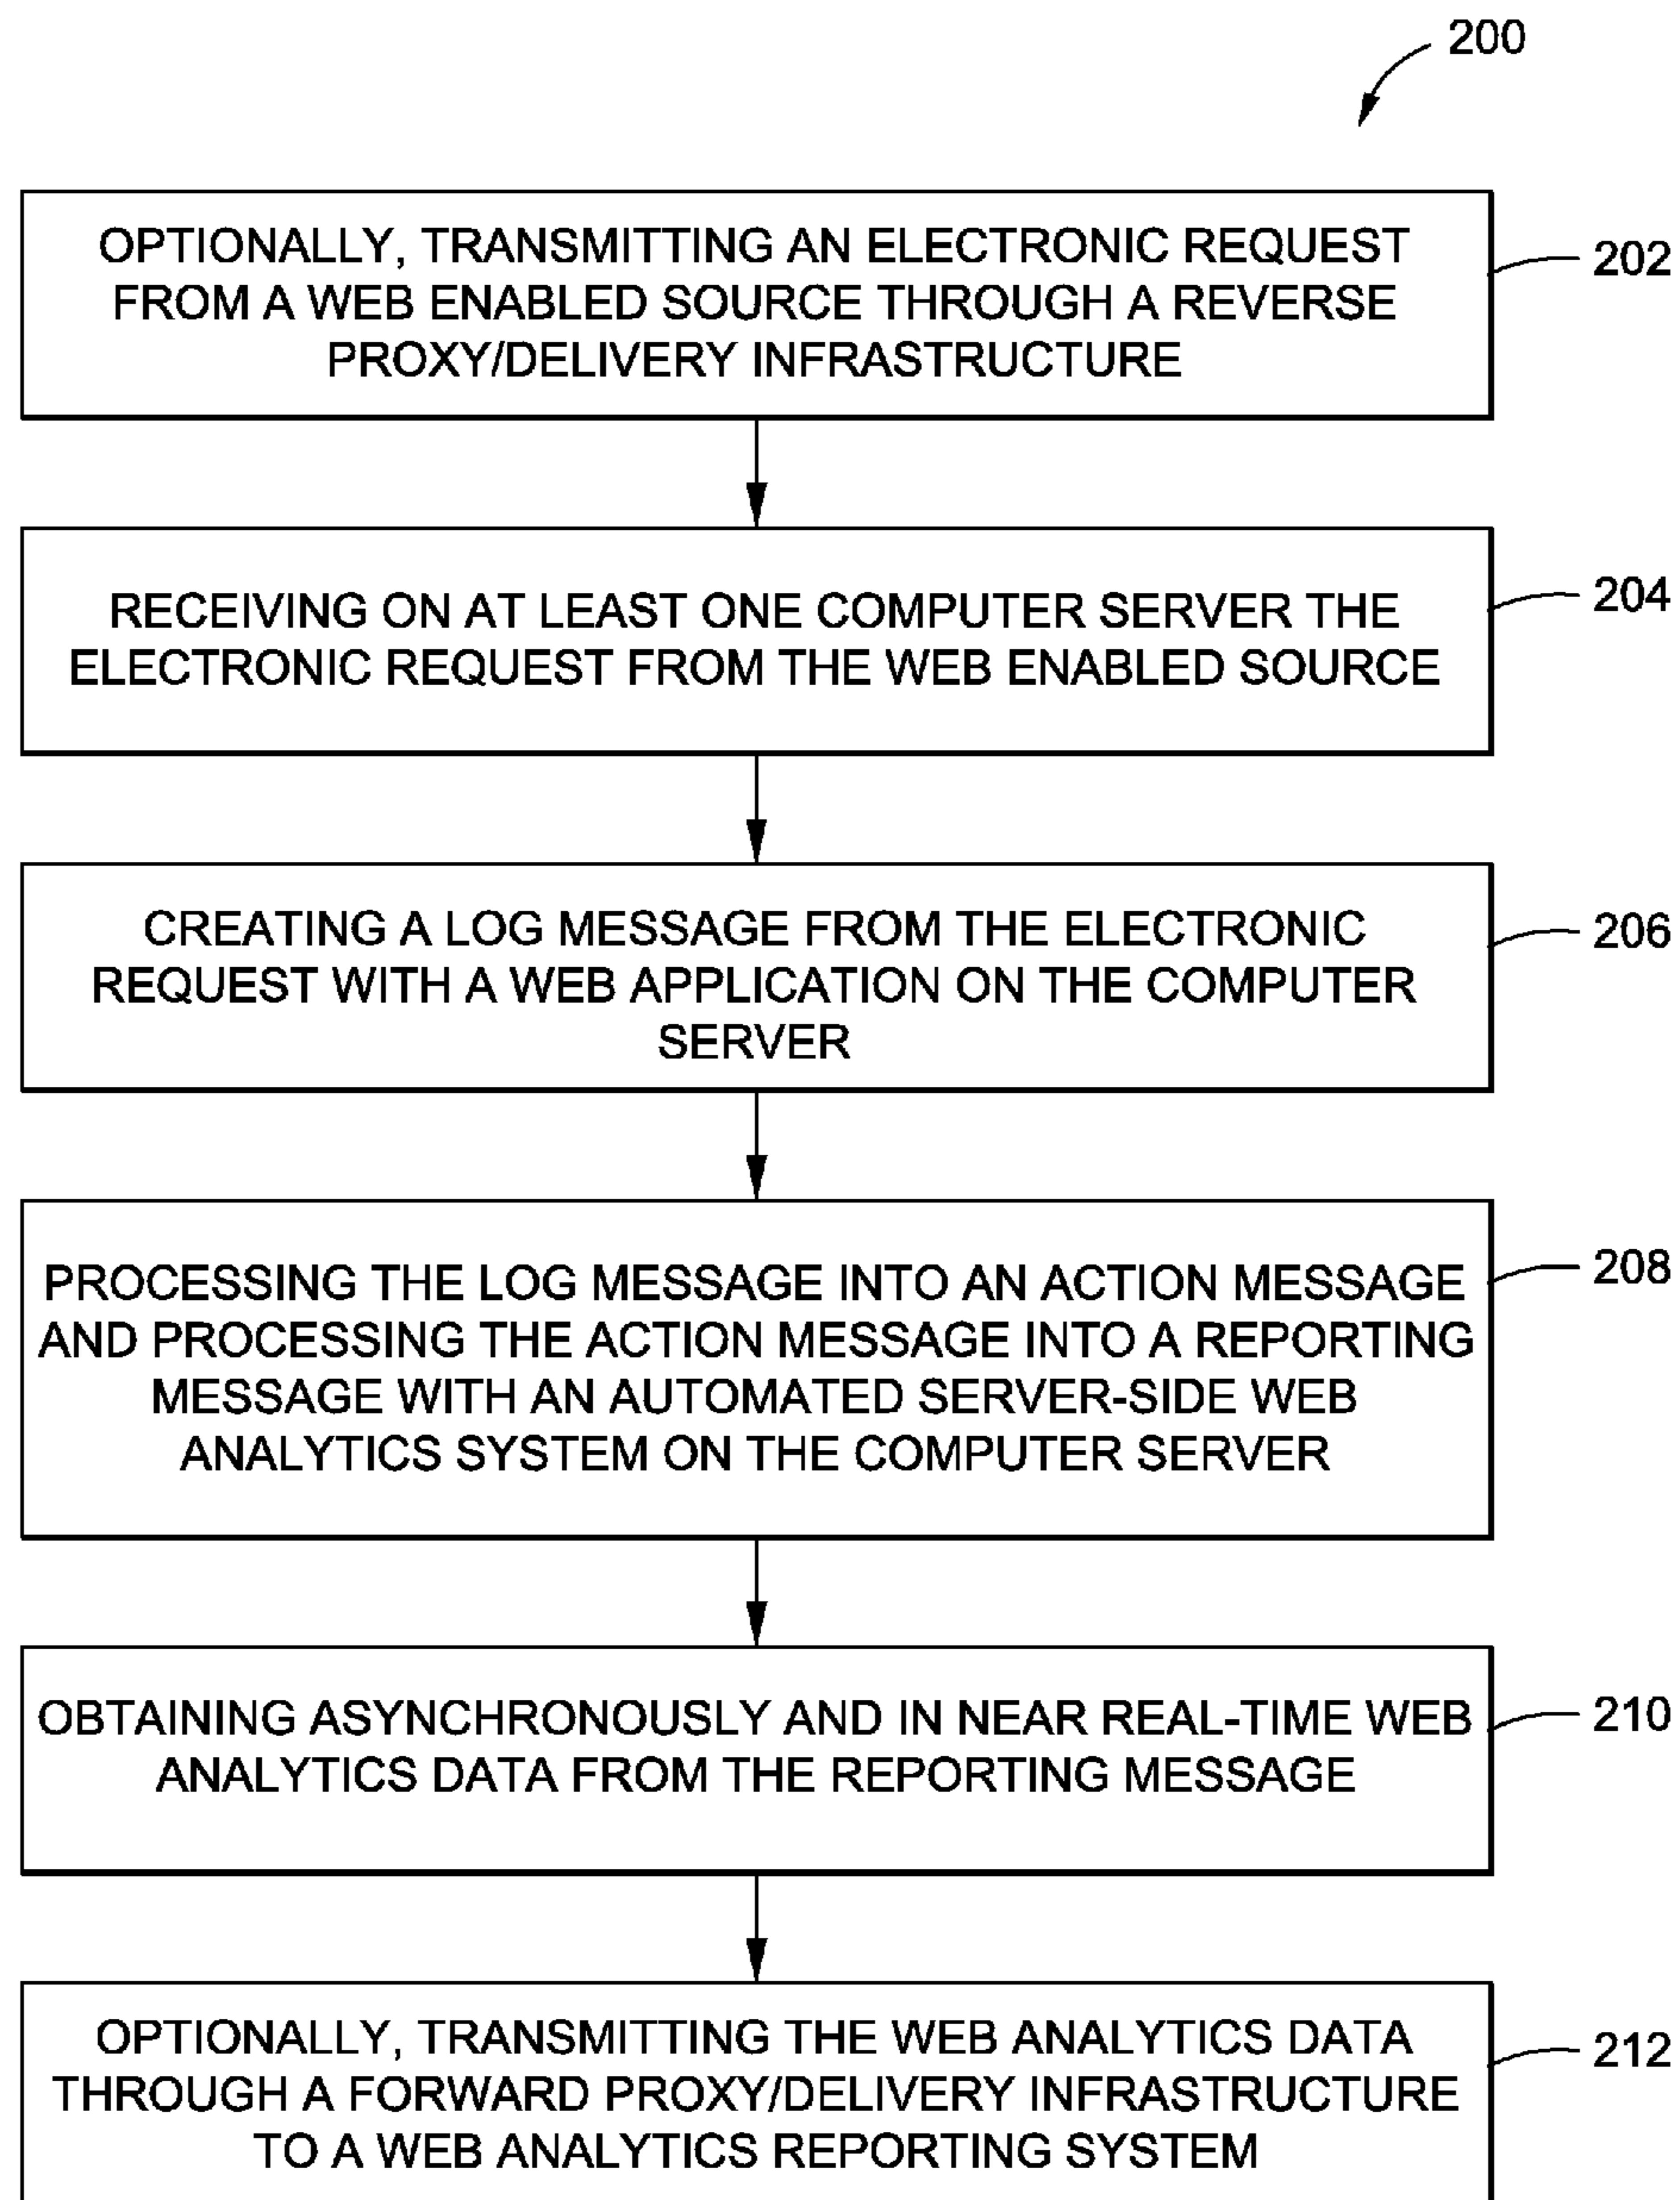 200
OPTIONALLY, TRANSMITTING AN ELECTRONIC REQUEST
FROM A WEB ENABLED SOURCE THROUGH A REVERSE
PROXY/DELIVERY INFRASTRUCTURE
202
RECEIVING ON AT LEAST ONE COMPUTER SERVER THE
ELECTRONIC REQUEST FROM THE WEB ENABLED SOURCE
204
CREATING A LOG MESSAGE FROM THE ELECTRONIC
REQUEST WITH A WEB APPLICATION ON THE COMPUTER
SERVER
206
PROCESSING THE LOG MESSAGE INTO AN ACTION MESSAGE
AND PROCESSING THE ACTION MESSAGE INTO A REPORTING
MESSAGE WITH AN AUTOMATED SERVER-SIDE WEB
ANALYTICS SYSTEM ON THE COMPUTER SERVER
208
OBTAINING ASYNCHRONOUSLY AND IN NEAR REAL-TIME WEB
ANALYTICS DATA FROM THE REPORTING MESSAGE
210
OPTIONALLY, TRANSMITTING THE WEB ANALYTICS DATA
THROUGH A FORWARD PROXY/DELIVERY INFRASTRUCTURE
TO A WEB ANALYTICS REPORTING SYSTEM
212